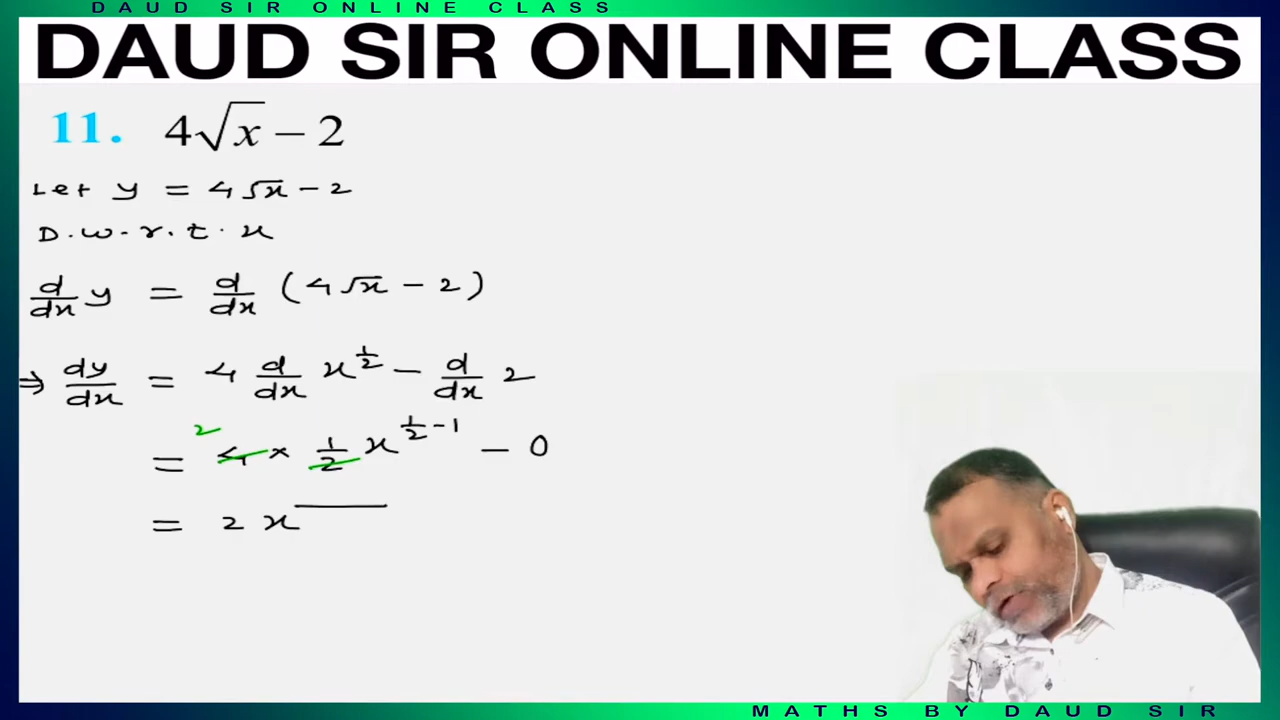 DAUD SIR ONLINE CLASS
DAUD SIR ONLINE CLASS
11. 4√x − 2
Let y = 4√x − 2
D.w.r.t.x
d/dx y = d/dx (4√x − 2)
⇒ dy/dx = 4 d/dx x^(1/2) − d/dx 2
2
= 4 × 1/2 x^(1/2 − 1) − 0
= 2 x
MATHS BY DAUD SIR